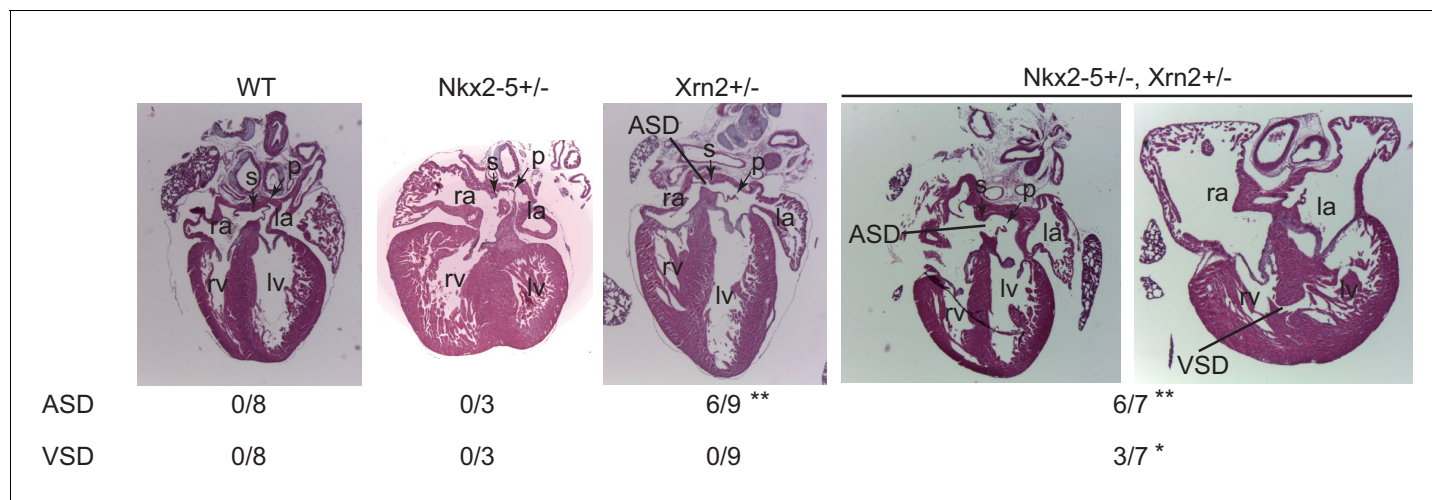 Nkx2-5+/-, Xrn2+/-
WT
Nkx2-5+/-
Xrn2+/-
s
p
ra
la
rv
lv
s
p
ra
la
rv
lv
ASD
s
p
ra
la
rv
lv
s
p
ASD
la
lv
rv
ra
la
rv
lv
VSD
ASD 0/8 0/3 6/9 ** 6/7 **
VSD 0/8 0/3 0/9 3/7 *